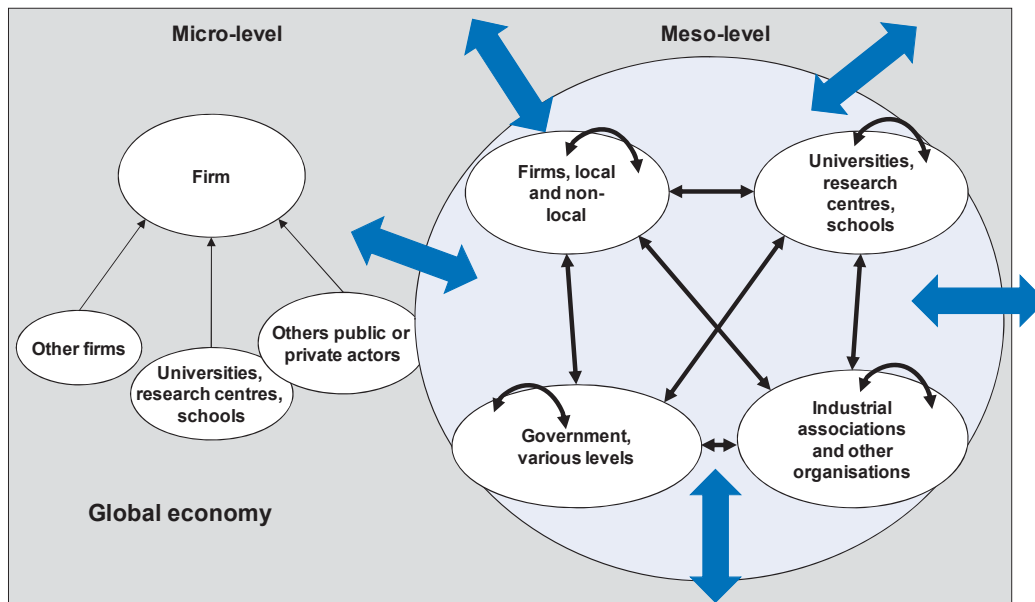 Micro-level
Meso-level
Firm
Other firms
Universities,
research centres,
schools
Others public or
private actors
Firms, local
and non-
local
Universities,
research
centres,
schools
Government,
various levels
Industrial
associations
and other
organisations
Global economy